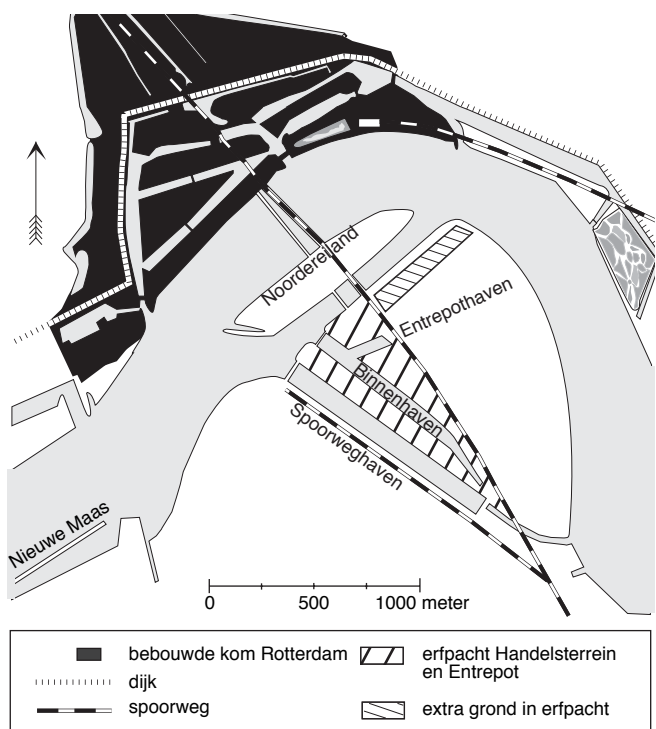 Noordereiland
Entrepothaven
Binnenhaven
Spoorweghaven
Nieuwe Maas
0 500 1000 meter
bebouwde kom Rotterdam
dijk
spoorweg
erfpacht Handelsterrein
en Entrepot
extra grond in erfpacht